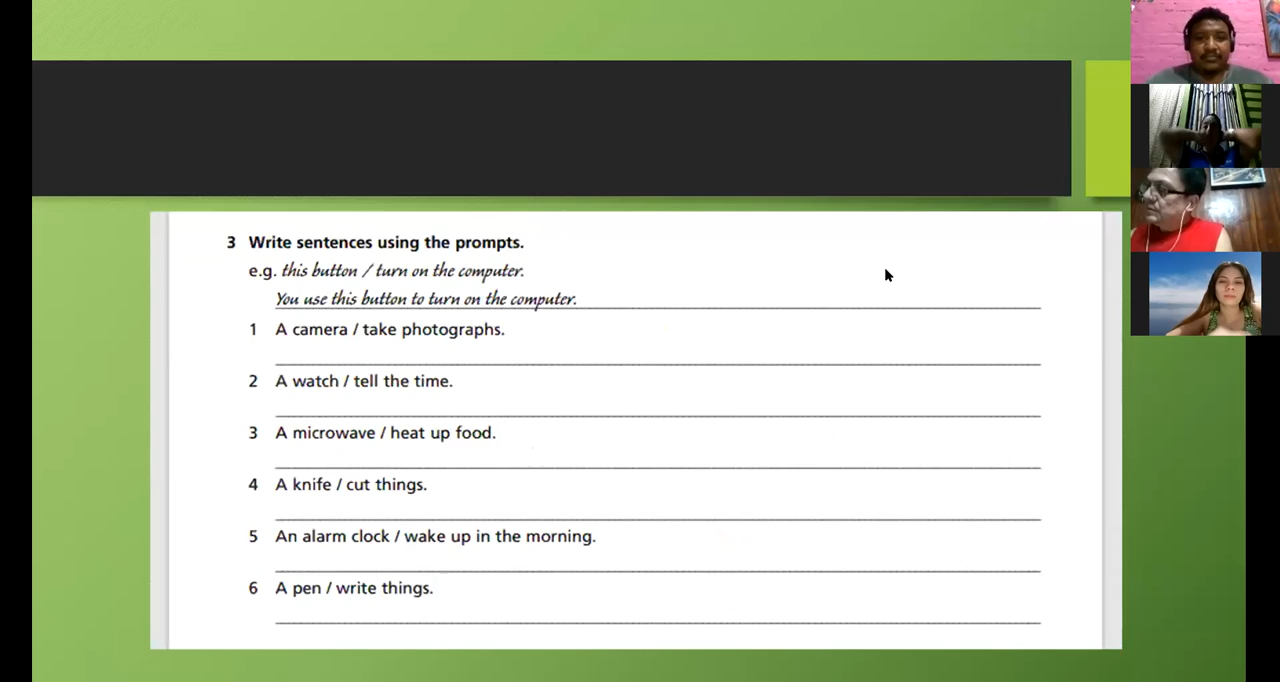 3 Write sentences using the prompts.
e.g. this button / turn on the computer.
You use this button to turn on the computer.
1 A camera / take photographs.
2 A watch / tell the time.
3 A microwave / heat up food.
4 A knife / cut things.
5 An alarm clock / wake up in the morning.
6 A pen / write things.